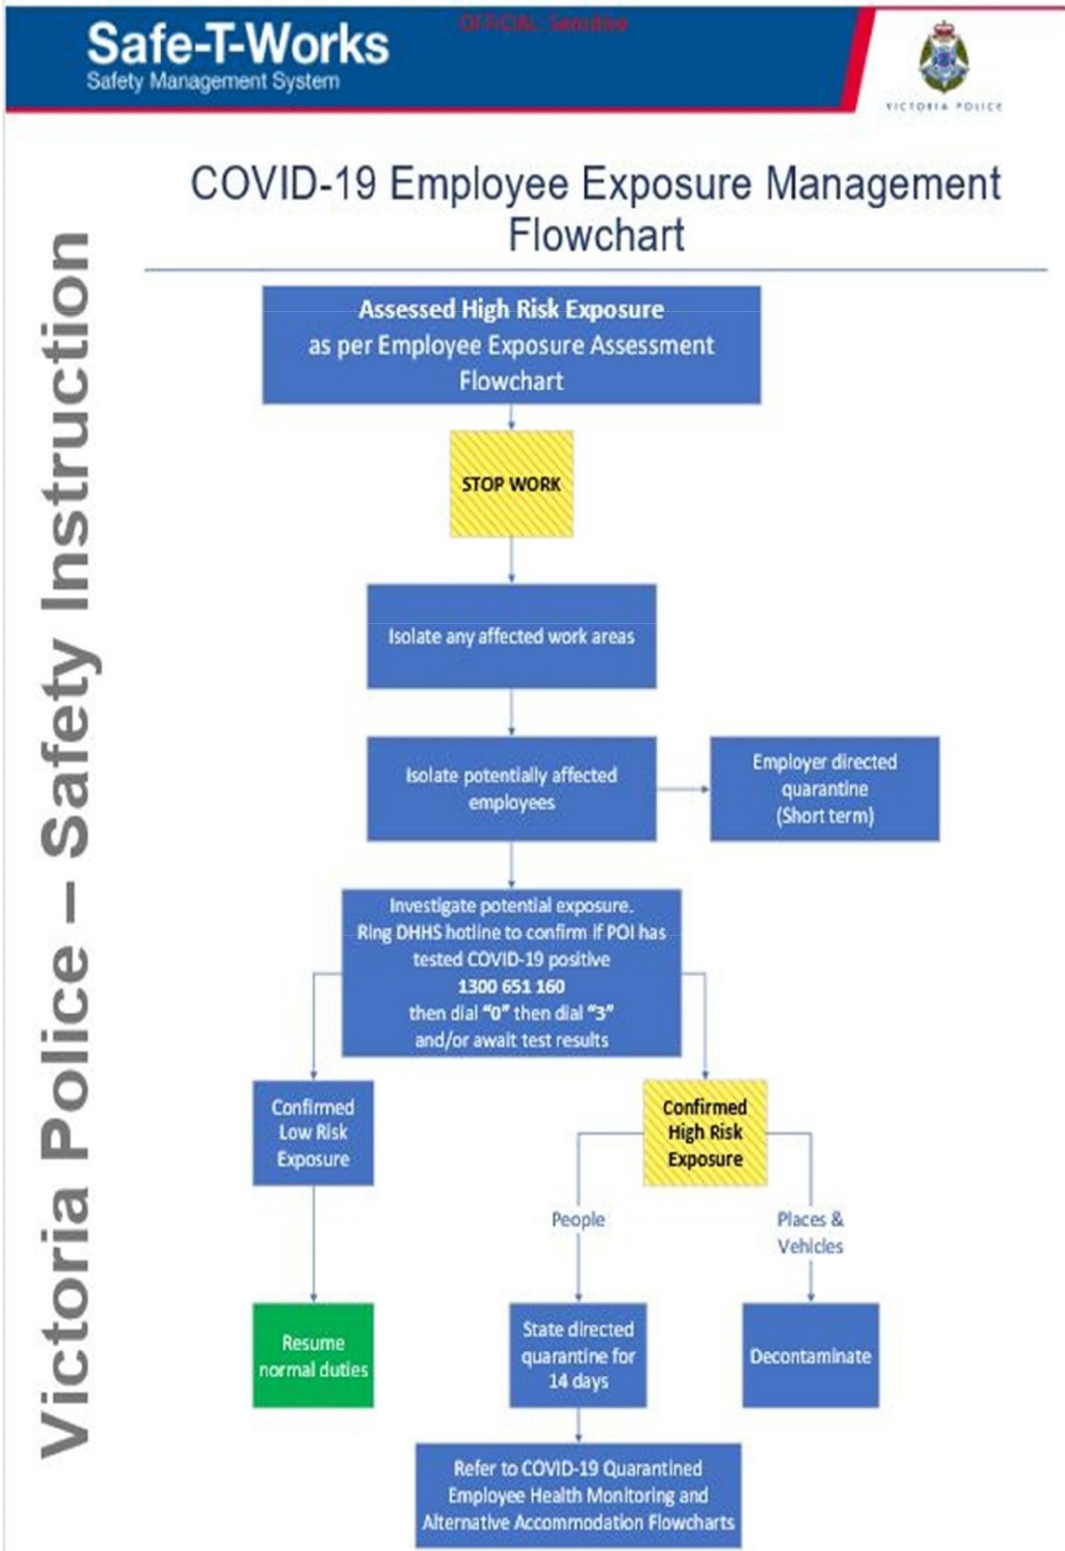 OFFICIAL: Sensitive
Safe-T-Works
Safety Management System
VICTORIA POLICE
Victoria Police – Safety Instruction
COVID-19 Employee Exposure Management
Flowchart
Assessed High Risk Exposure
as per Employee Exposure Assessment
Flowchart
STOP WORK
Isolate any affected work areas
Isolate potentially affected
employees
Employer directed
quarantine
(Short term)
Investigate potential exposure.
Ring DHHS hotline to confirm if POI has
tested COVID-19 positive
1300 651 160
then dial “0” then dial “3”
and/or await test results
Confirmed
Low Risk
Exposure
Confirmed
High Risk
Exposure
People
Places &
Vehicles
Resume
normal duties
State directed
quarantine for
14 days
Decontaminate
Refer to COVID-19 Quarantined
Employee Health Monitoring and
Alternative Accommodation Flowcharts